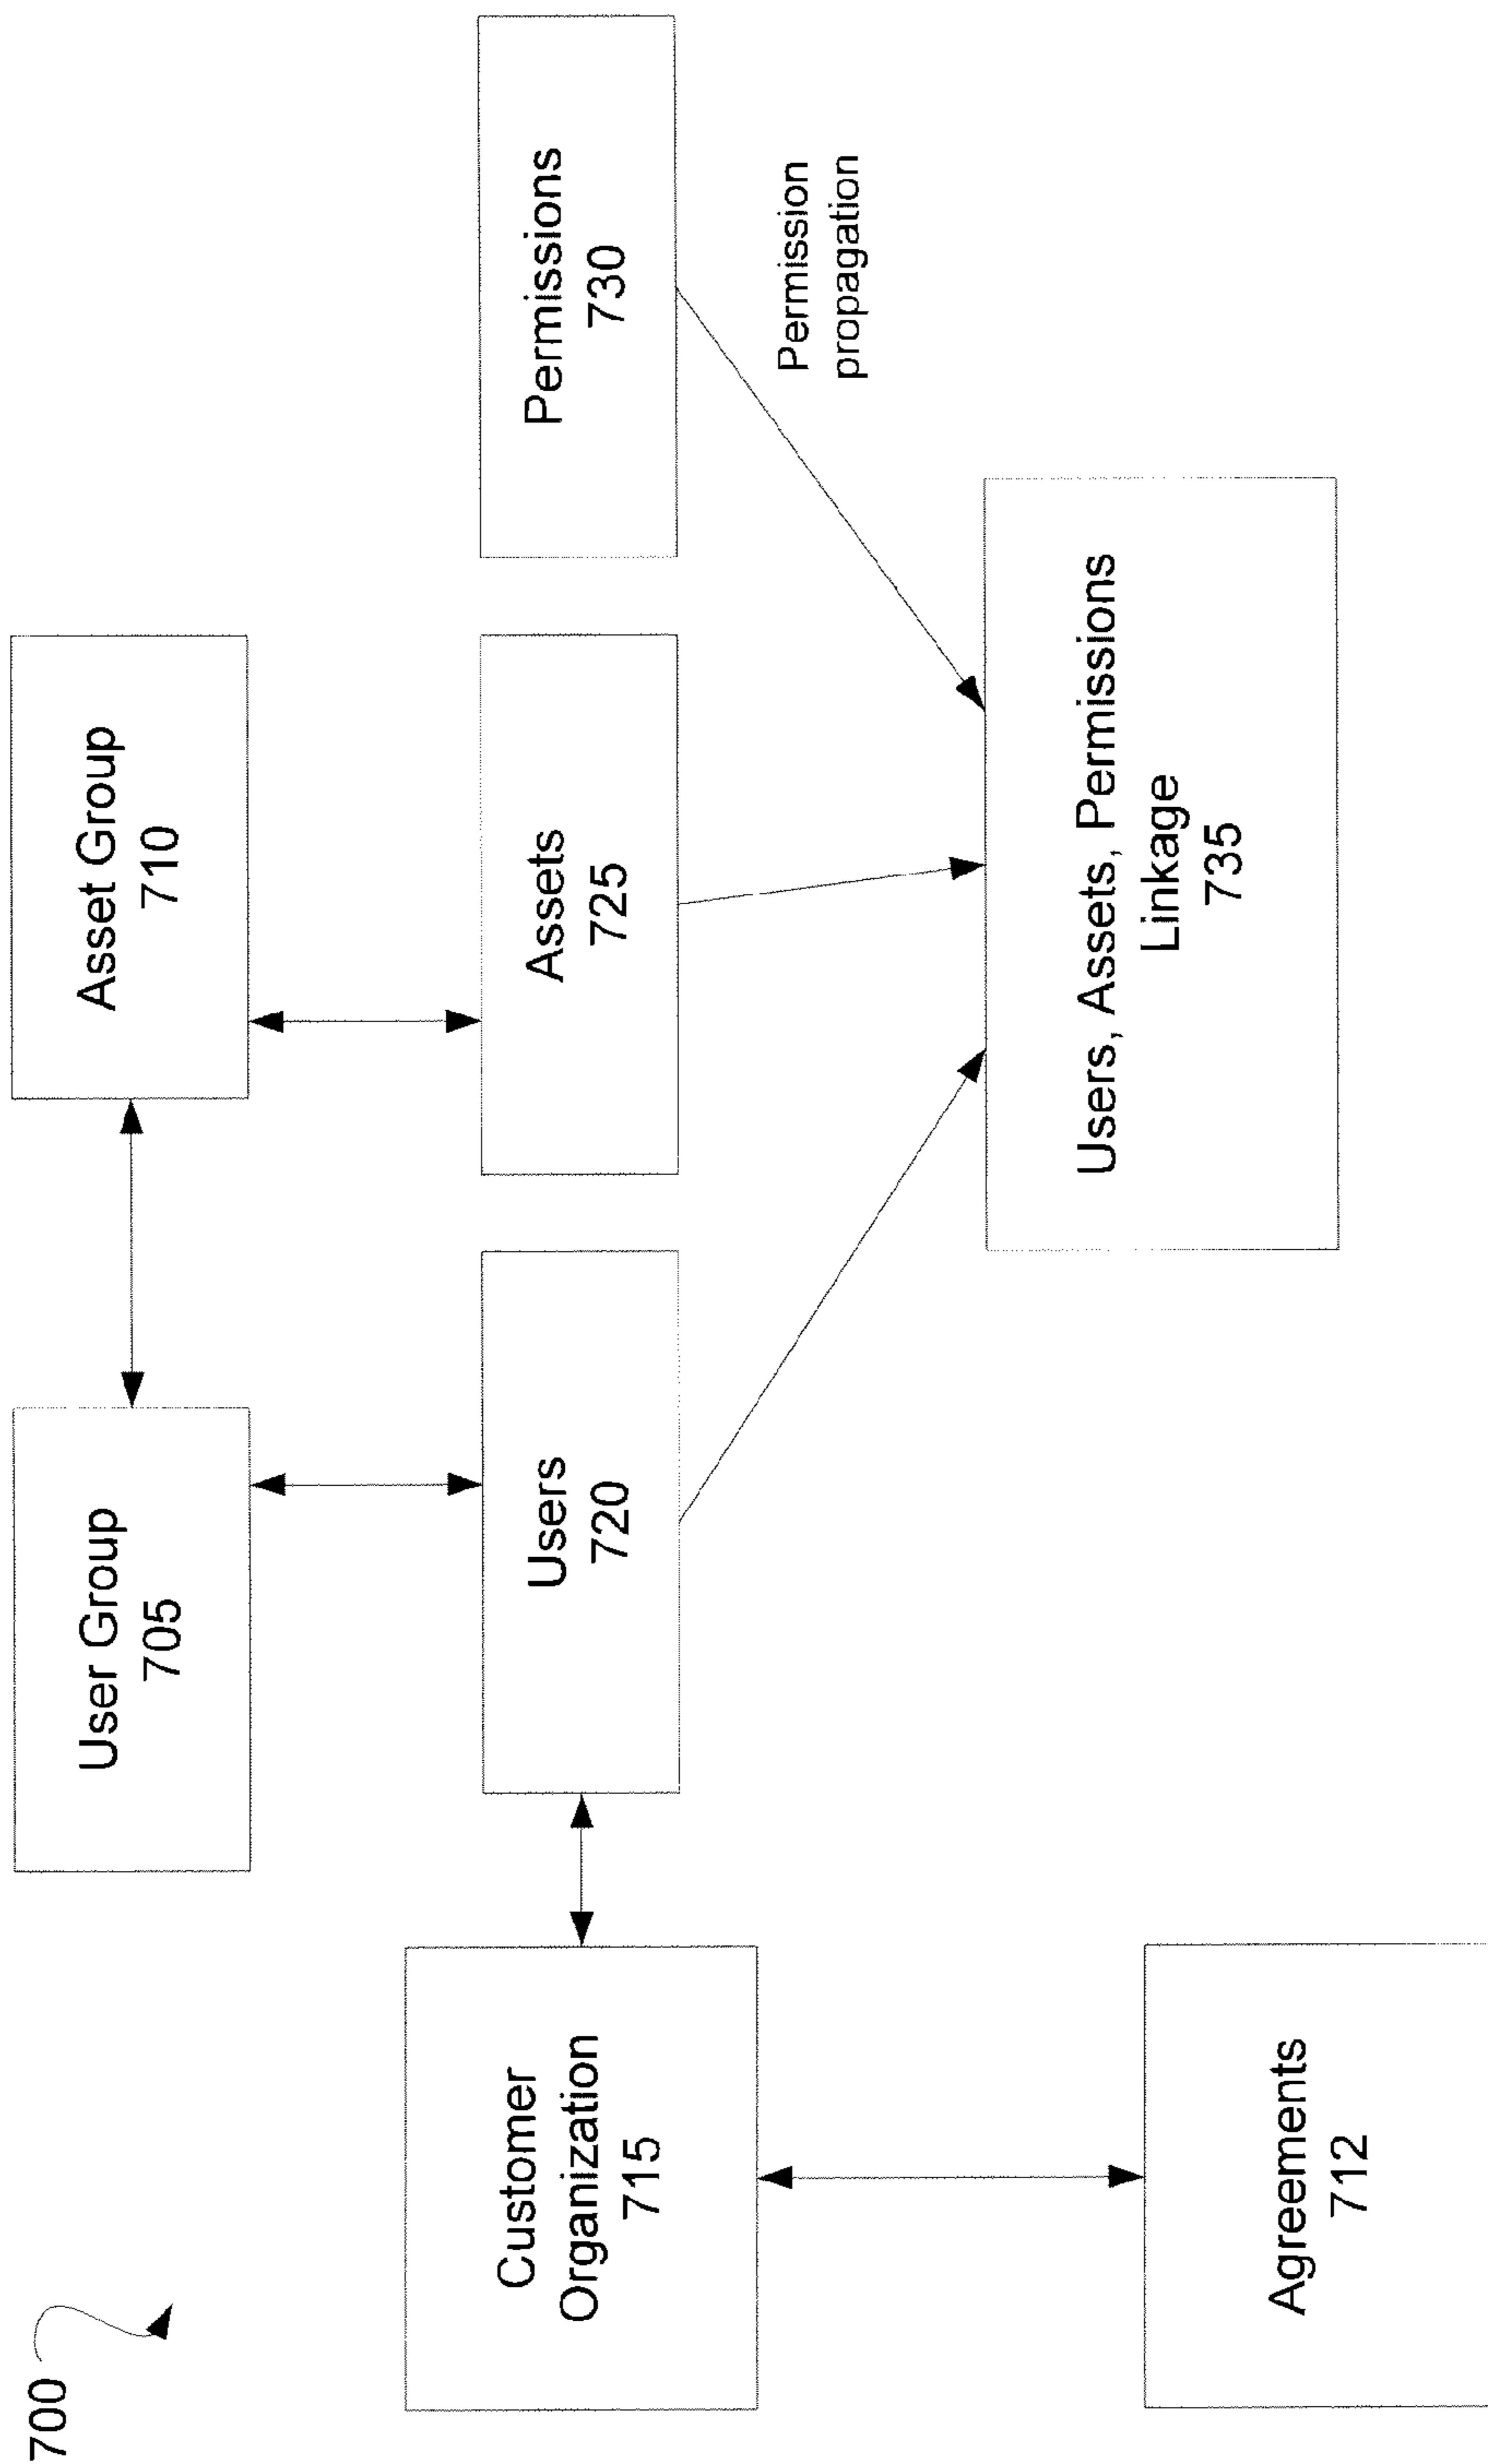 700
User Group
705
Asset Group
710
Customer
Organization
715
Users
720
Assets
725
Permissions
730
Permission
propagation
Agreements
712
Users, Assets, Permissions
Linkage
735